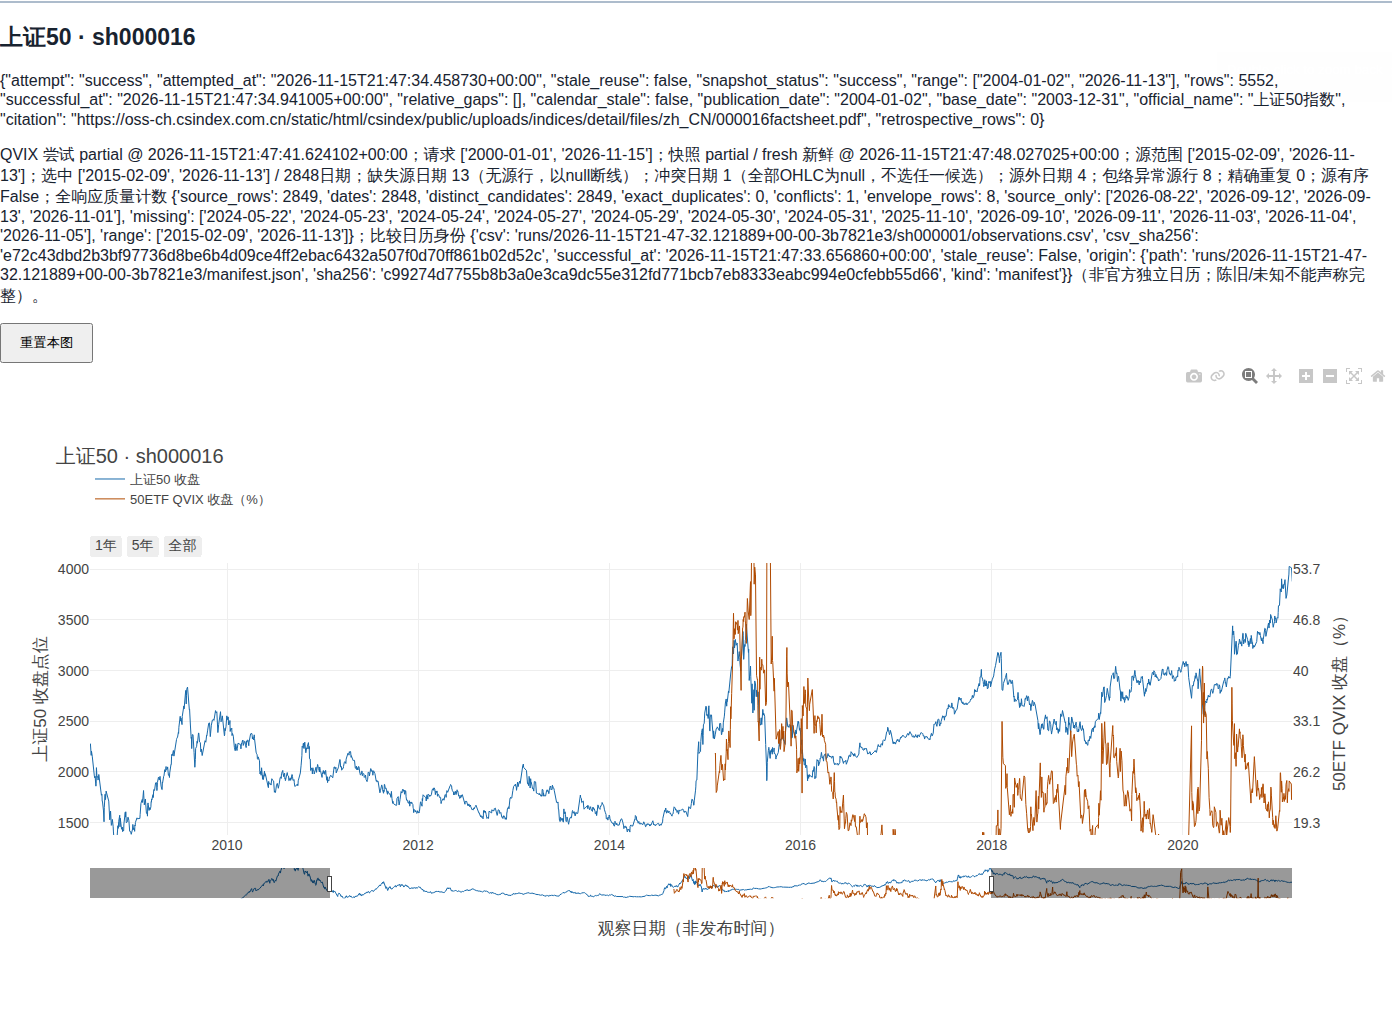 上证50 · sh000016
{"attempt": "success", "attempted_at": "2026-11-15T21:47:34.458730+00:00", "stale_reuse": false, "snapshot_status": "success", "range": ["2004-01-02", "2026-11-13"], "rows": 5552,
"successful_at": "2026-11-15T21:47:34.941005+00:00", "relative_gaps": [], "calendar_stale": false, "publication_date": "2004-01-02", "base_date": "2003-12-31", "official_name": "上证50指数",
"citation": "https://oss-ch.csindex.com.cn/static/html/csindex/public/uploads/indices/detail/files/zh_CN/000016factsheet.pdf", "retrospective_rows": 0}
QVIX 尝试 partial @ 2026-11-15T21:47:41.624102+00:00；请求 ['2000-01-01', '2026-11-15']；快照 partial / fresh 新鲜 @ 2026-11-15T21:47:48.027025+00:00；源范围 ['2015-02-09', '2026-11-
13']；选中 ['2015-02-09', '2026-11-13'] / 2848日期；缺失源日期 13（无源行，以null断线）；冲突日期 1（全部OHLC为null，不选任一候选）；源外日期 4；包络异常源行 8；精确重复 0；源有序
False；全响应质量计数 {'source_rows': 2849, 'dates': 2848, 'distinct_candidates': 2849, 'exact_duplicates': 0, 'conflicts': 1, 'envelope_rows': 8, 'source_only': ['2026-08-22', '2026-09-12', '2026-09-
13', '2026-11-01'], 'missing': ['2024-05-22', '2024-05-23', '2024-05-24', '2024-05-27', '2024-05-29', '2024-05-30', '2024-05-31', '2025-11-10', '2026-09-10', '2026-09-11', '2026-11-03', '2026-11-04',
'2026-11-05'], 'range': ['2015-02-09', '2026-11-13']}；比较日历身份 {'csv': 'runs/2026-11-15T21-47-32.121889+00-00-3b7821e3/sh000001/observations.csv', 'csv_sha256':
'e72c43dbd2b3bf97736d8be6b4d09ce4ff2ebac6432a507f0d70ff861b02d52c', 'successful_at': '2026-11-15T21:47:33.656860+00:00', 'stale_reuse': False, 'origin': {'path': 'runs/2026-11-15T21-47-
32.121889+00-00-3b7821e3/manifest.json', 'sha256': 'c99274d7755b8b3a0e3ca9dc55e312fd771bcb7eb8333eabc994e0cfebb55d66', 'kind': 'manifest'}}（非官方独立日历；陈旧/未知不能声称完
整）。
重置本图
上证50 · sh000016
上证50 收盘
50ETF QVIX 收盘（%）
1年 5年 全部
4000
3500
3000
2500
2000
1500
上证50 收盘点位
53.7
46.8
40
33.1
26.2
19.3
50ETF QVIX 收盘（%）
2010 2012 2014 2016 2018 2020
观察日期（非发布时间）